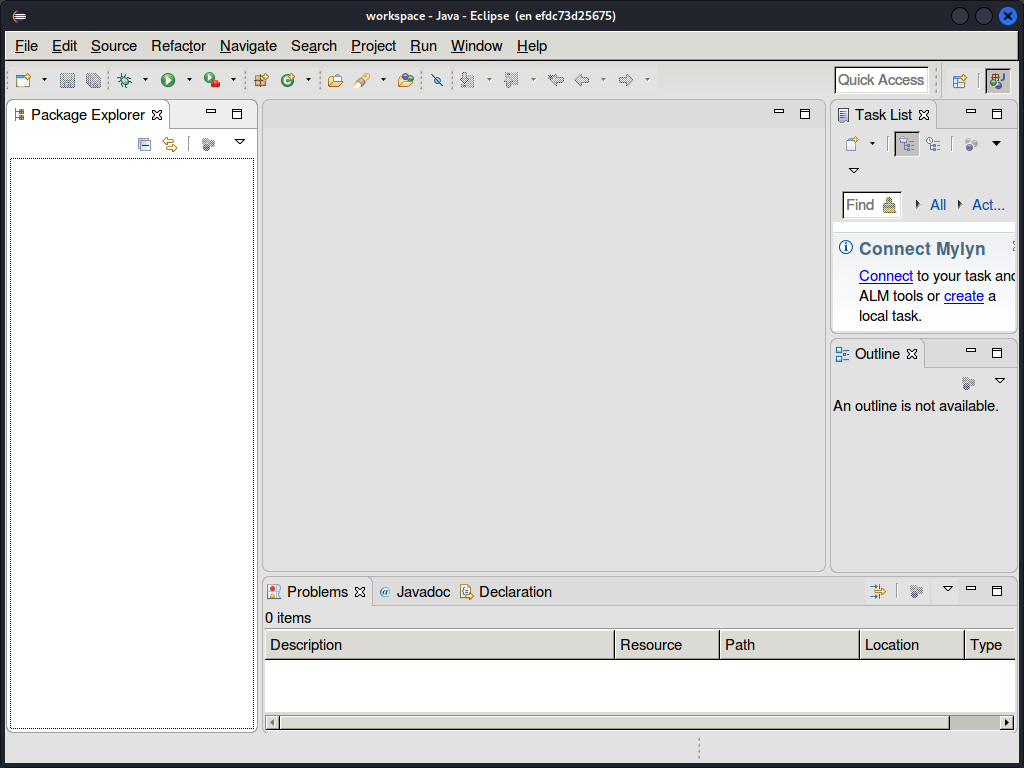 workspace - Java - Eclipse (en efdc73d25675)
File Edit Source Refactor Navigate Search Project Run Window Help
Quick Access
Package Explorer
Task List
Find All Act...
Connect Mylyn
Connect to your task and
ALM tools or create a
local task.
Outline
An outline is not available.
Problems @ Javadoc Declaration
0 items
Description Resource Path Location Type